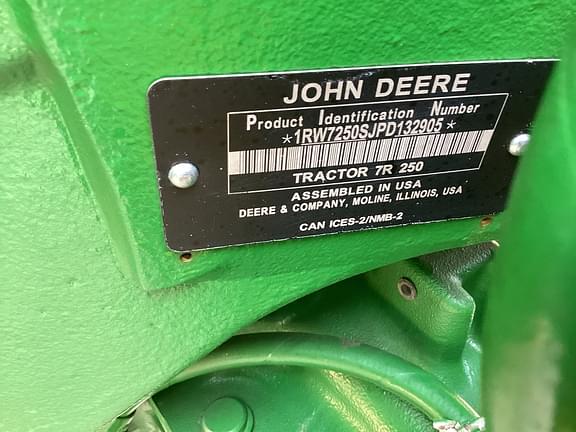 JOHN DEERE
Product Identification Number
*1RW7250SJPD132905*
TRACTOR 7R 250
ASSEMBLED IN USA
DEERE & COMPANY, MOLINE, ILLINOIS, USA
CAN ICES-2/NMB-2